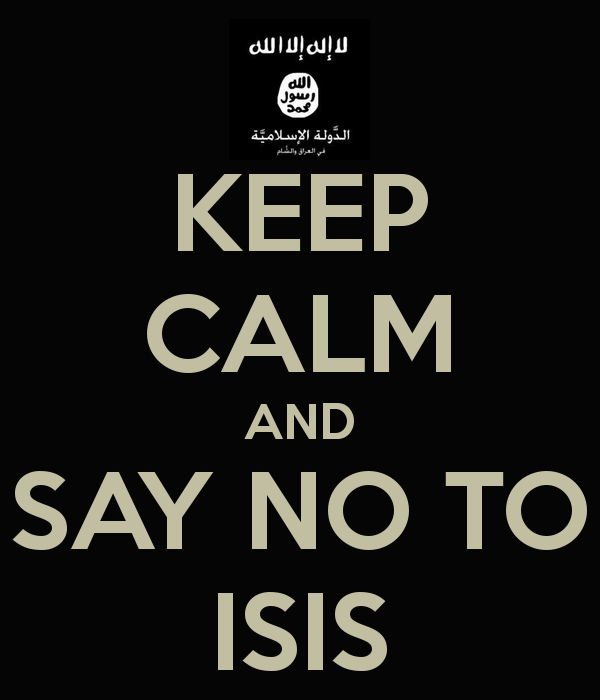 لا إله إلا الله
الله
رسول
محمد
الدَّولة الإسلاميَّة
في العراق والشَّام
KEEP
CALM
AND
SAY NO TO
ISIS